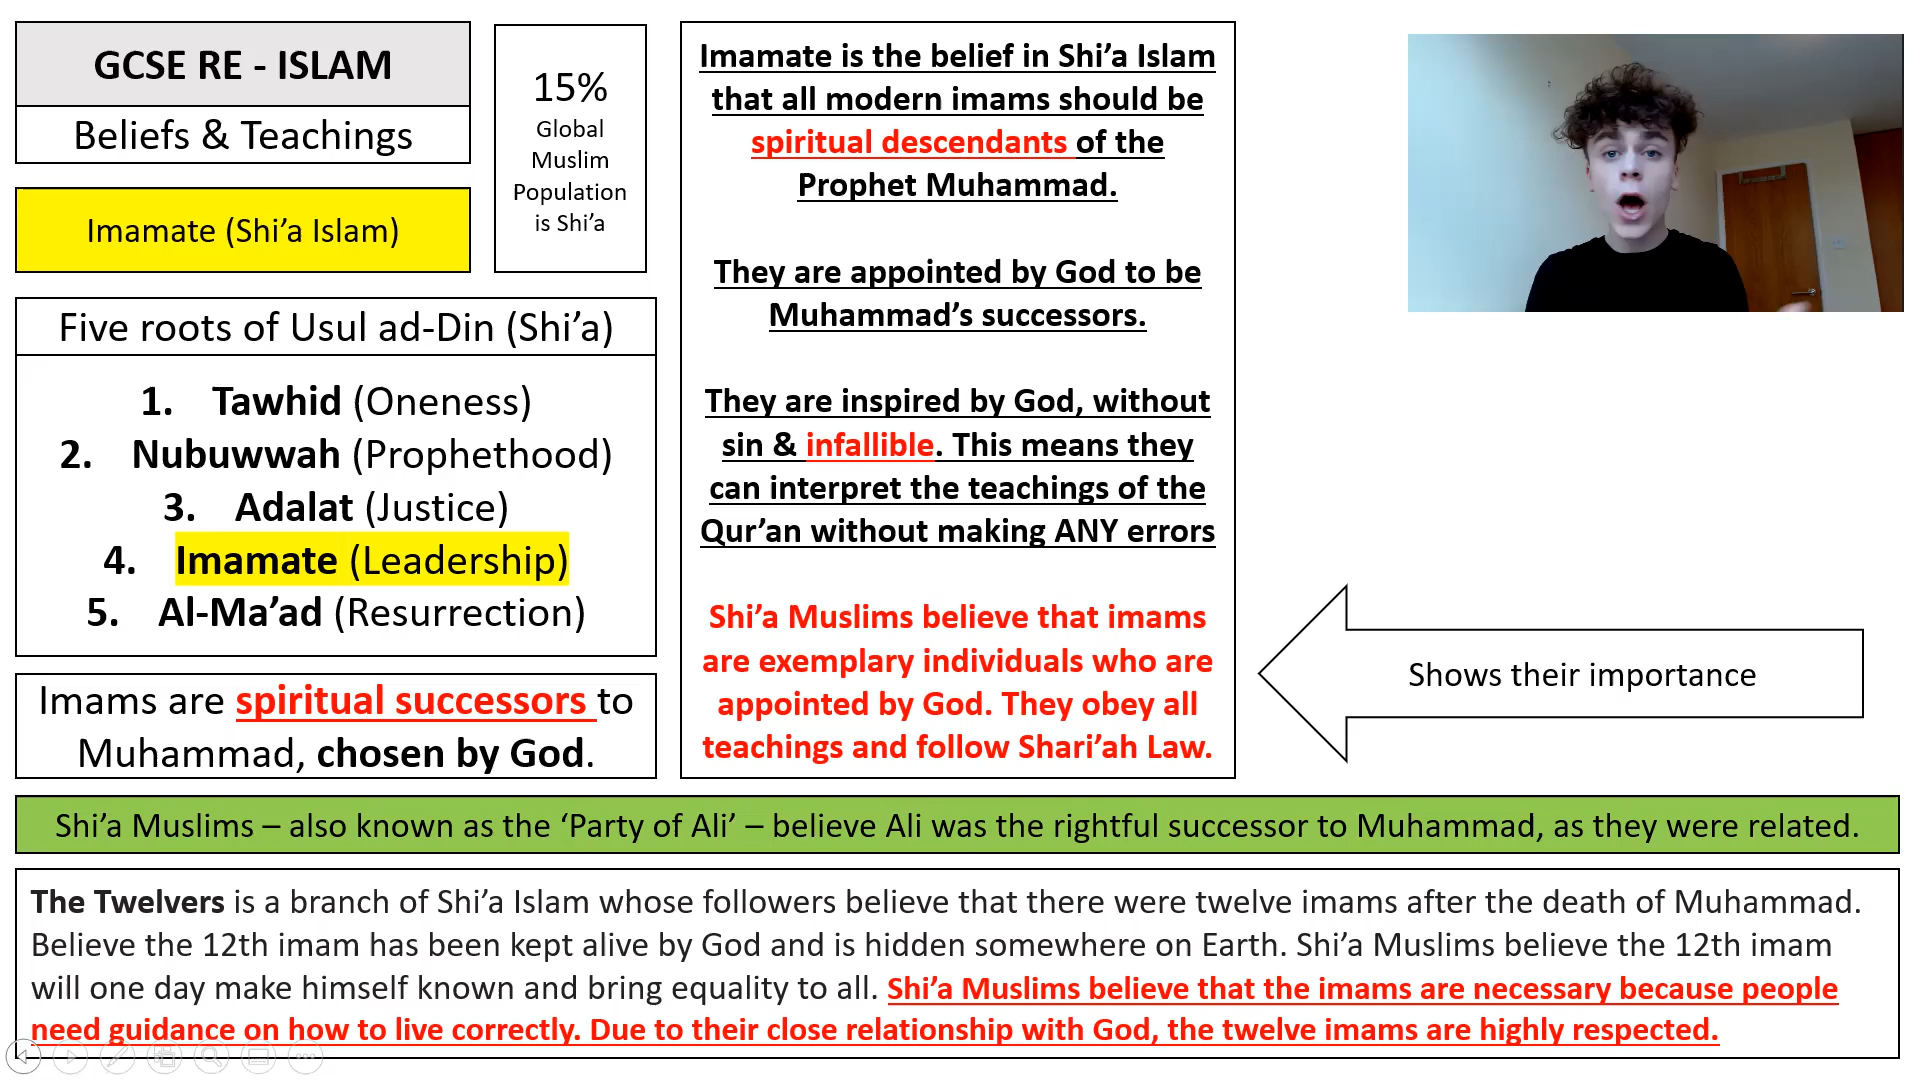 GCSE RE - ISLAM
Beliefs & Teachings
Imamate (Shi’a Islam)
15%
Global
Muslim
Population
is Shi’a
Five roots of Usul ad-Din (Shi’a)
1. Tawhid (Oneness)
2. Nubuwwah (Prophethood)
3. Adalat (Justice)
4. Imamate (Leadership)
5. Al-Ma’ad (Resurrection)
Imams are spiritual successors to
Muhammad, chosen by God.
Imamate is the belief in Shi’a Islam
that all modern imams should be
spiritual descendants of the
Prophet Muhammad.
They are appointed by God to be
Muhammad’s successors.
They are inspired by God, without
sin & infallible. This means they
can interpret the teachings of the
Qur’an without making ANY errors
Shi’a Muslims believe that imams
are exemplary individuals who are
appointed by God. They obey all
teachings and follow Shari’ah Law.
Shows their importance
Shi’a Muslims – also known as the ‘Party of Ali’ – believe Ali was the rightful successor to Muhammad, as they were related.
The Twelvers is a branch of Shi’a Islam whose followers believe that there were twelve imams after the death of Muhammad.
Believe the 12th imam has been kept alive by God and is hidden somewhere on Earth. Shi’a Muslims believe the 12th imam
will one day make himself known and bring equality to all. Shi’a Muslims believe that the imams are necessary because people
need guidance on how to live correctly. Due to their close relationship with God, the twelve imams are highly respected.